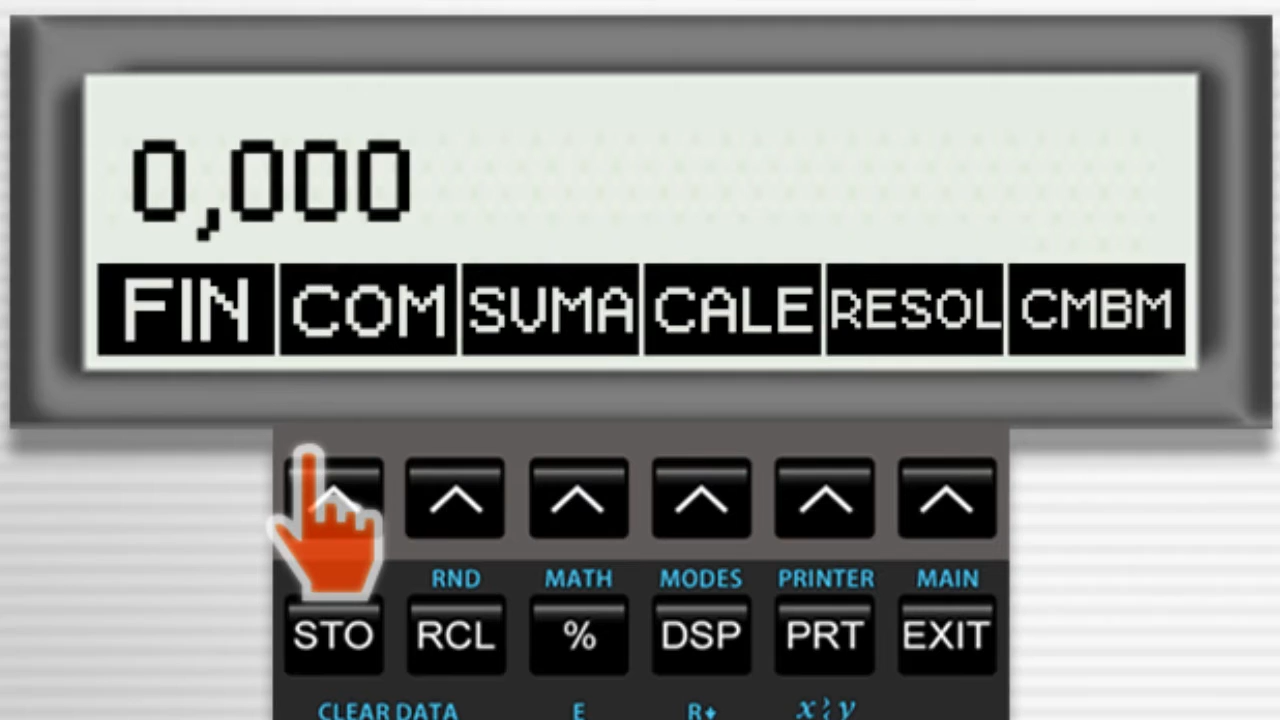 0,000
FIN COM SUMA CALE RESOL CMBM
RND MATH MODES PRINTER MAIN
STO RCL % DSP PRT EXIT
CLEAR DATA E R♦ x≷y